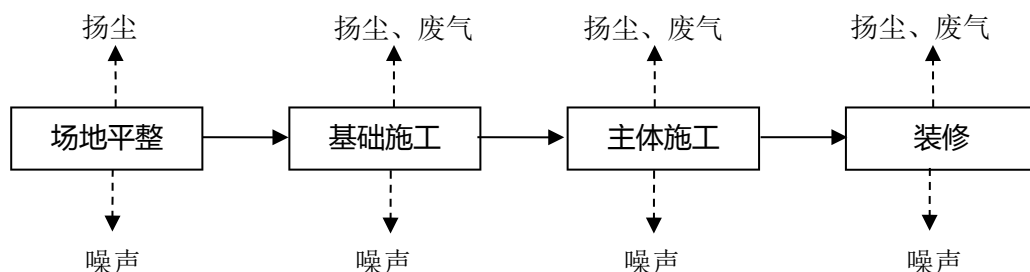 扬尘 扬尘、废气 扬尘、废气 扬尘、废气
场地平整 基础施工 主体施工 装修
噪声 噪声 噪声 噪声